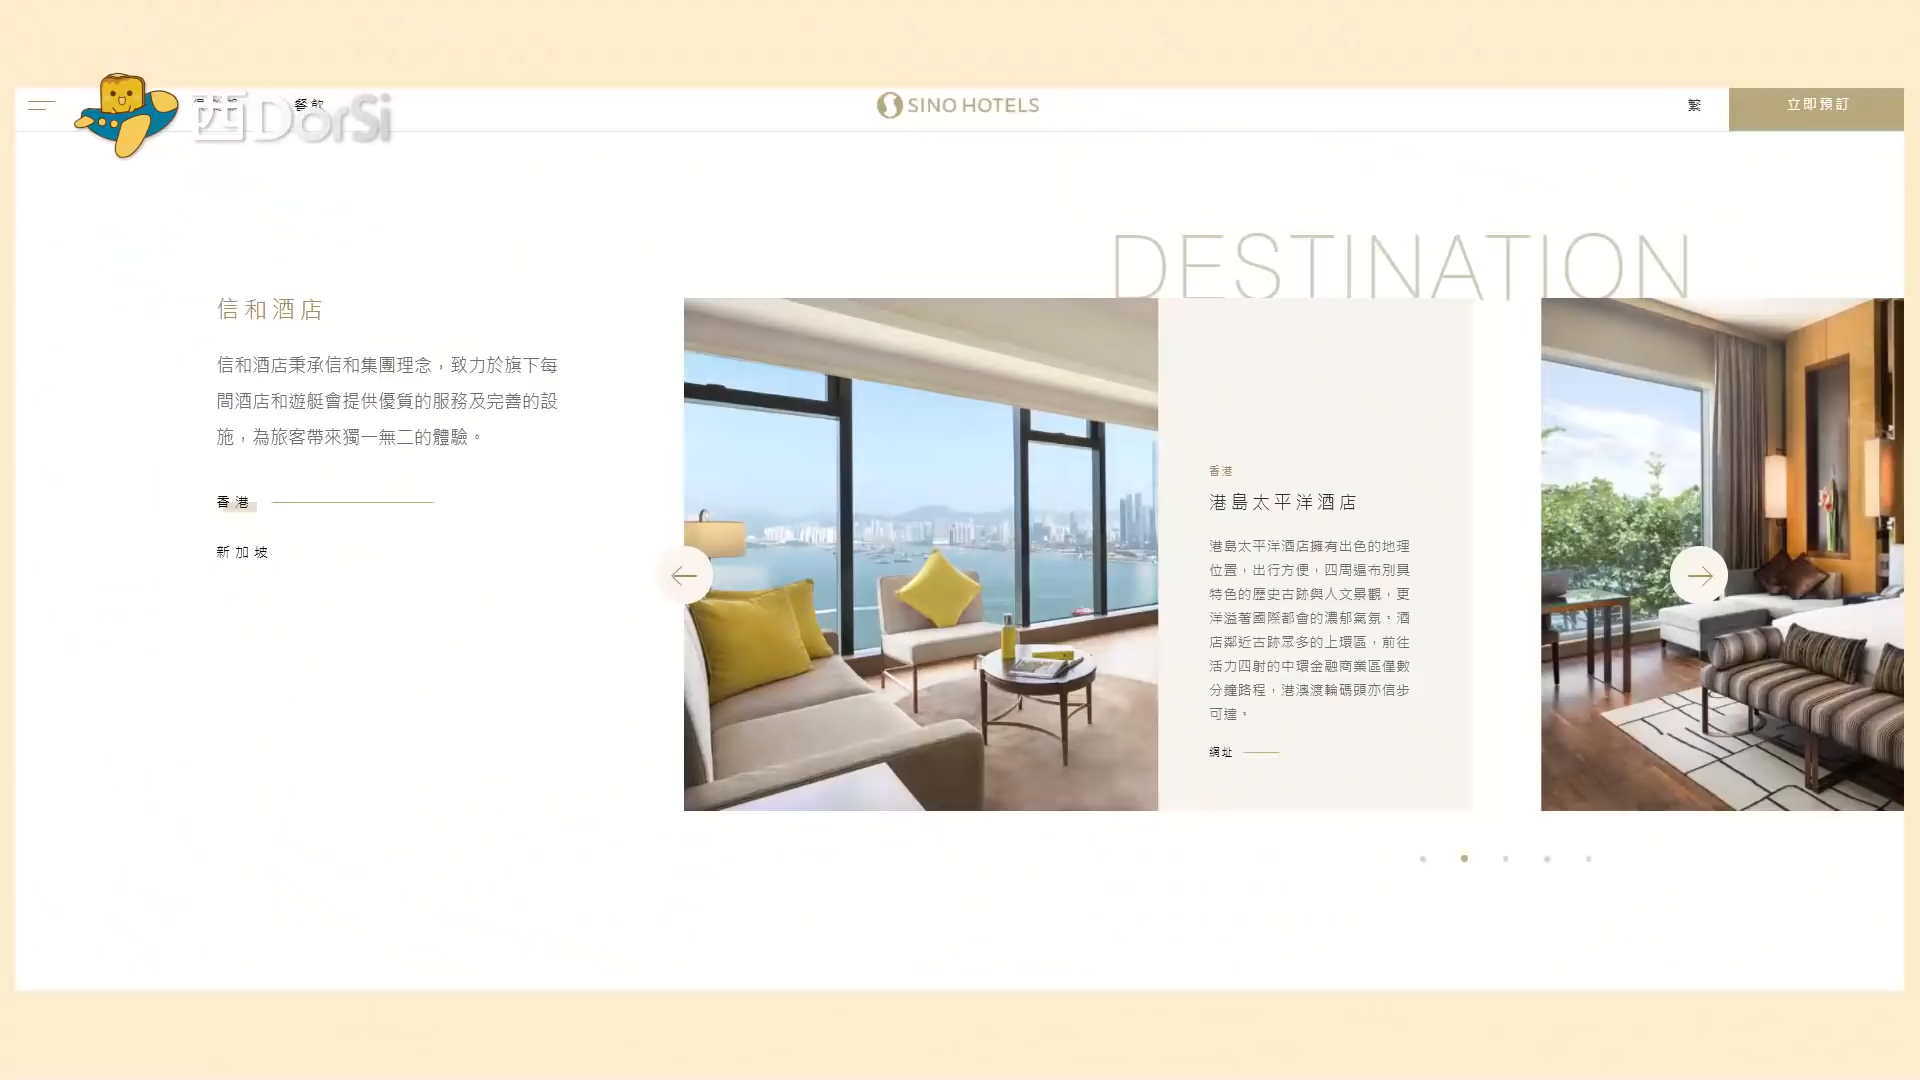 西DorSi
餐飲
SINO HOTELS
繁
立即預訂
DESTINATION
信和酒店
信和酒店秉承信和集團理念，致力於旗下每
間酒店和遊艇會提供優質的服務及完善的設
施，為旅客帶來獨一無二的體驗。
香港
新加坡
香港
港島太平洋酒店
港島太平洋酒店擁有出色的地理
位置，出行方便，四周遍布別具
特色的歷史古跡與人文景觀，更
洋溢著國際都會的濃郁氣氛。酒
店鄰近古跡眾多的上環區，前往
活力四射的中環金融商業區僅數
分鐘路程，港澳渡輪碼頭亦信步
可達。
網址